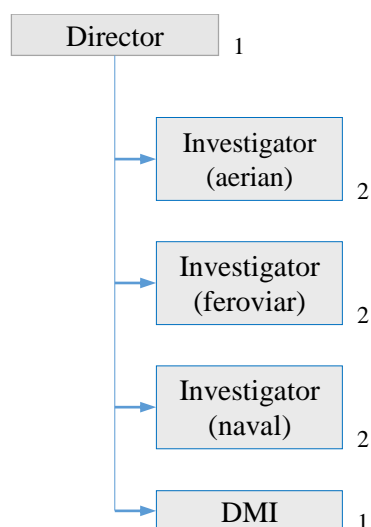 Director
1
Investigator
(aerian)
2
Investigator
(feroviar)
2
Investigator
(naval)
2
DMI
1